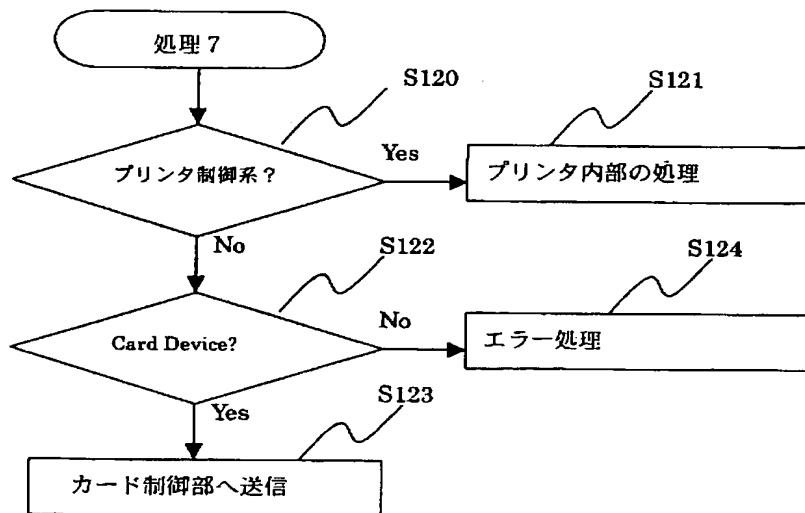 処理7
S120
S121
プリンタ制御系?
Yes
プリンタ内部の処理
No
S122
S124
Card Device?
No
エラー処理
Yes
S123
カード制御部へ送信